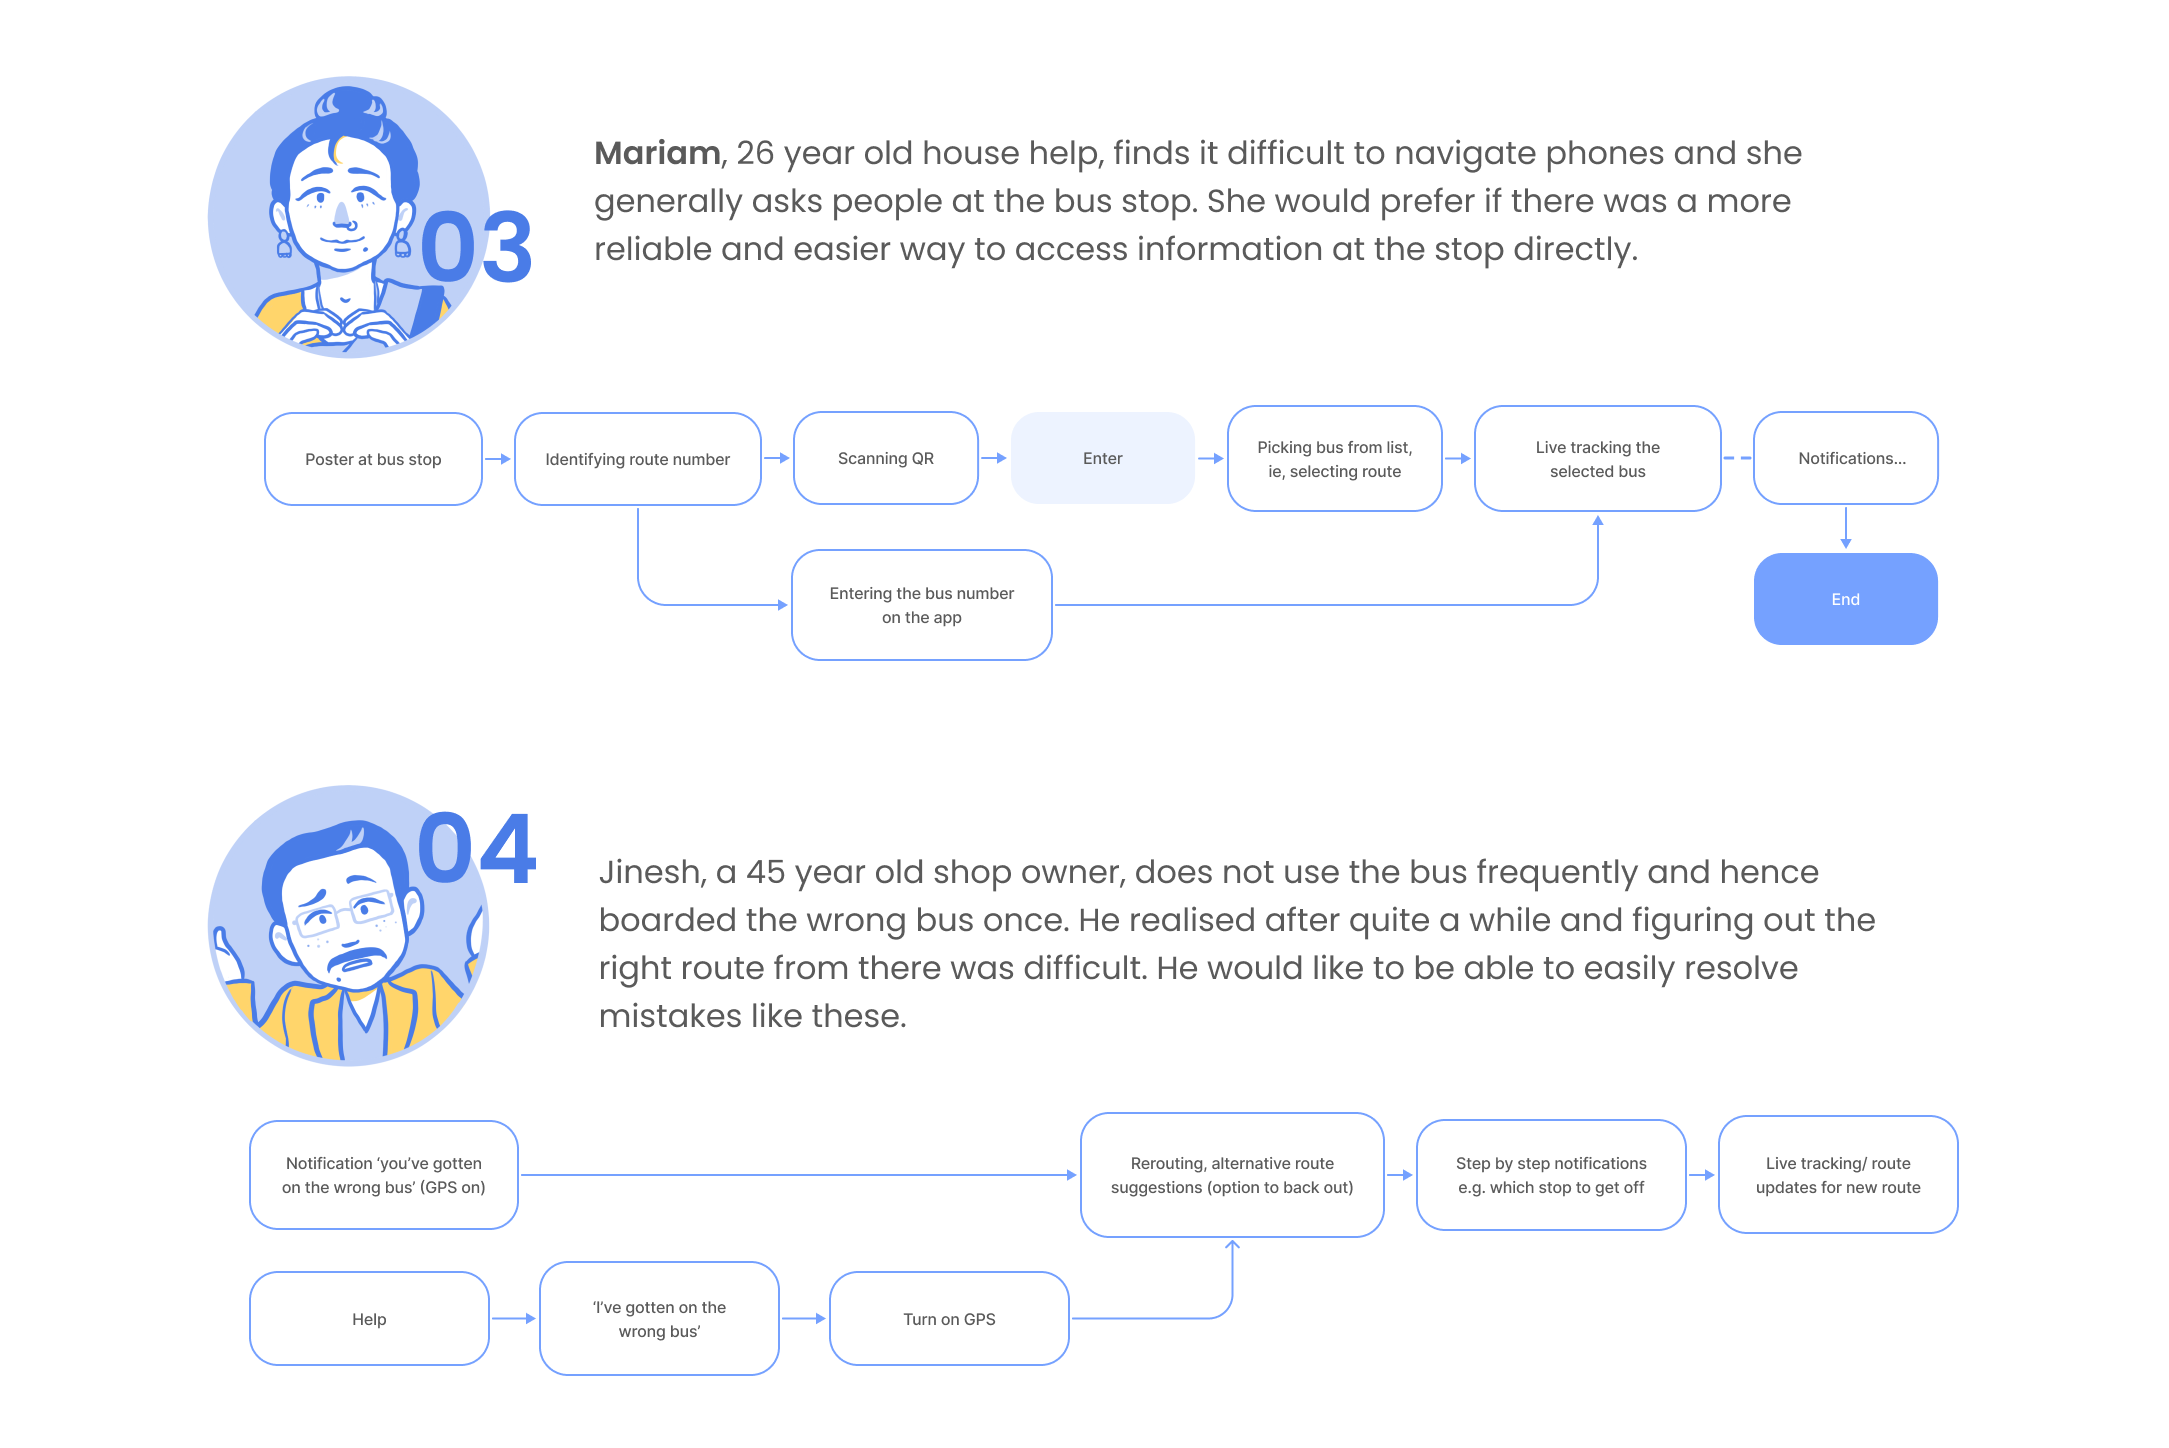 03
Mariam, 26 year old house help, finds it difficult to navigate phones and she
generally asks people at the bus stop. She would prefer if there was a more
reliable and easier way to access information at the stop directly.
Poster at bus stop
Identifying route number
Scanning QR
Enter
Picking bus from list,
ie, selecting route
Live tracking the
selected bus
Notifications...
Entering the bus number
on the app
End
04
Jinesh, a 45 year old shop owner, does not use the bus frequently and hence
boarded the wrong bus once. He realised after quite a while and figuring out the
right route from there was difficult. He would like to be able to easily resolve
mistakes like these.
Notification ‘you’ve gotten
on the wrong bus’ (GPS on)
Rerouting, alternative route
suggestions (option to back out)
Step by step notifications
e.g. which stop to get off
Live tracking/ route
updates for new route
Help
‘I’ve gotten on the
wrong bus’
Turn on GPS